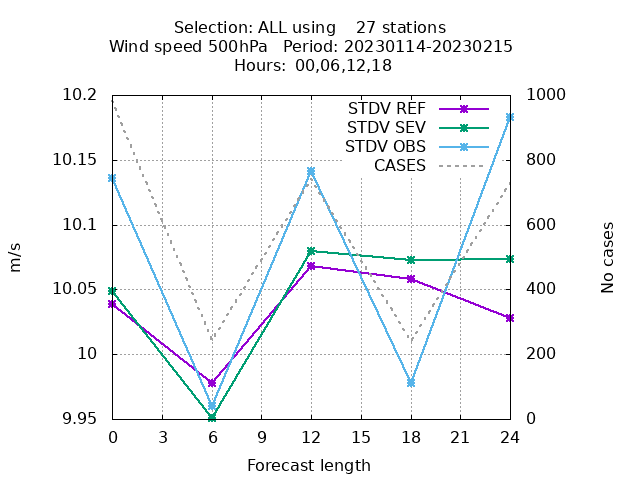 Selection: ALL using    27 stations
Wind speed 500hPa   Period: 20230114-20230215
Hours:  00,06,12,18
10.2
10.15
10.1
10.05
10
9.95
m/s
STDV REF
STDV SEV
STDV OBS
CASES
1000
800
600
400
200
0
No cases
0 3 6 9 12 15 18 21 24
Forecast length